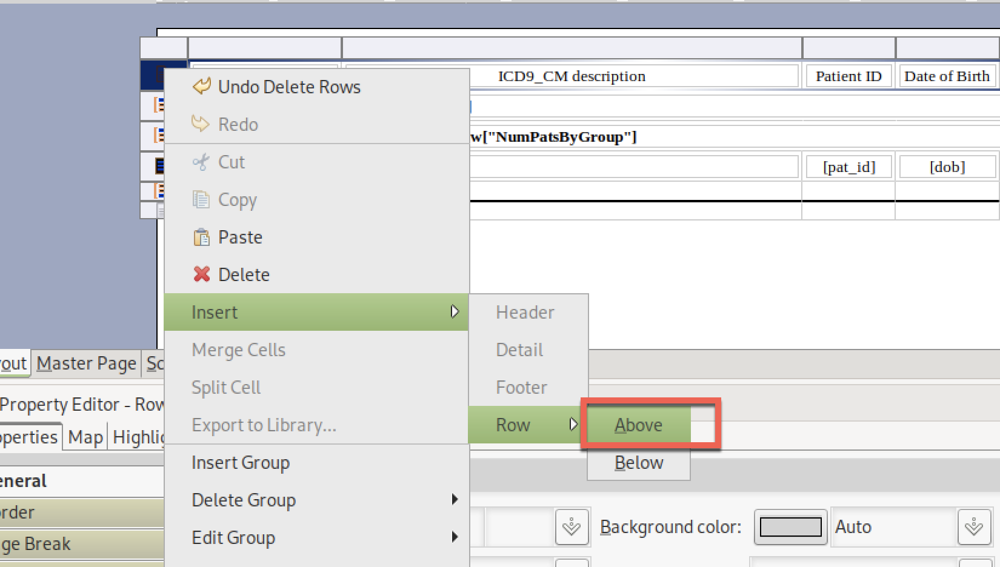 ICD9_CM description
Patient ID
Date of Birth
Undo Delete Rows
Redo
w["NumPatsByGroup"]
Cut
[pat_id]
[dob]
Copy
Paste
Delete
Insert
Header
Merge Cells
Detail
out
Master Page
Sc
Split Cell
Footer
Property Editor - Row
Export to Library...
Row
Above
operties
Map
Highlig
Insert Group
Below
eneral
Delete Group
order
Background color:
Auto
Edit Group
ge Break